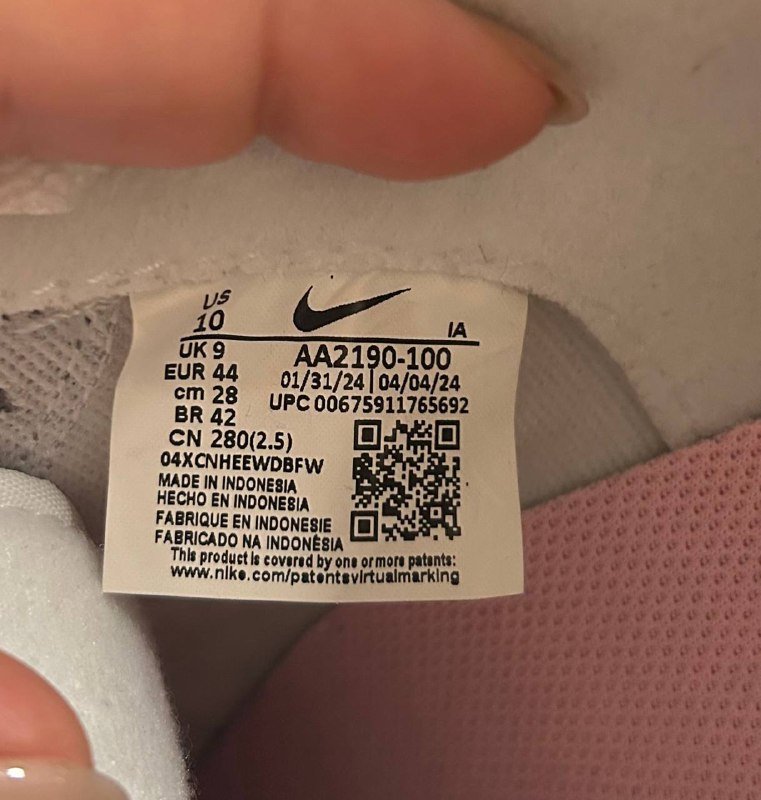 US
10
IA
UK 9
EUR 44
cm 28
BR 42
CN 280(2.5)
AA2190-100
01/31/24 | 04/04/24
UPC 00675911765692
04XCNHEEWDBFW
MADE IN INDONESIA
HECHO EN INDONESIA
FABRIQUE EN INDONESIE
FABRICADO NA INDONÉSIA
This product is covered by one or more patents:
www.nike.com/patentsvirtualmarking